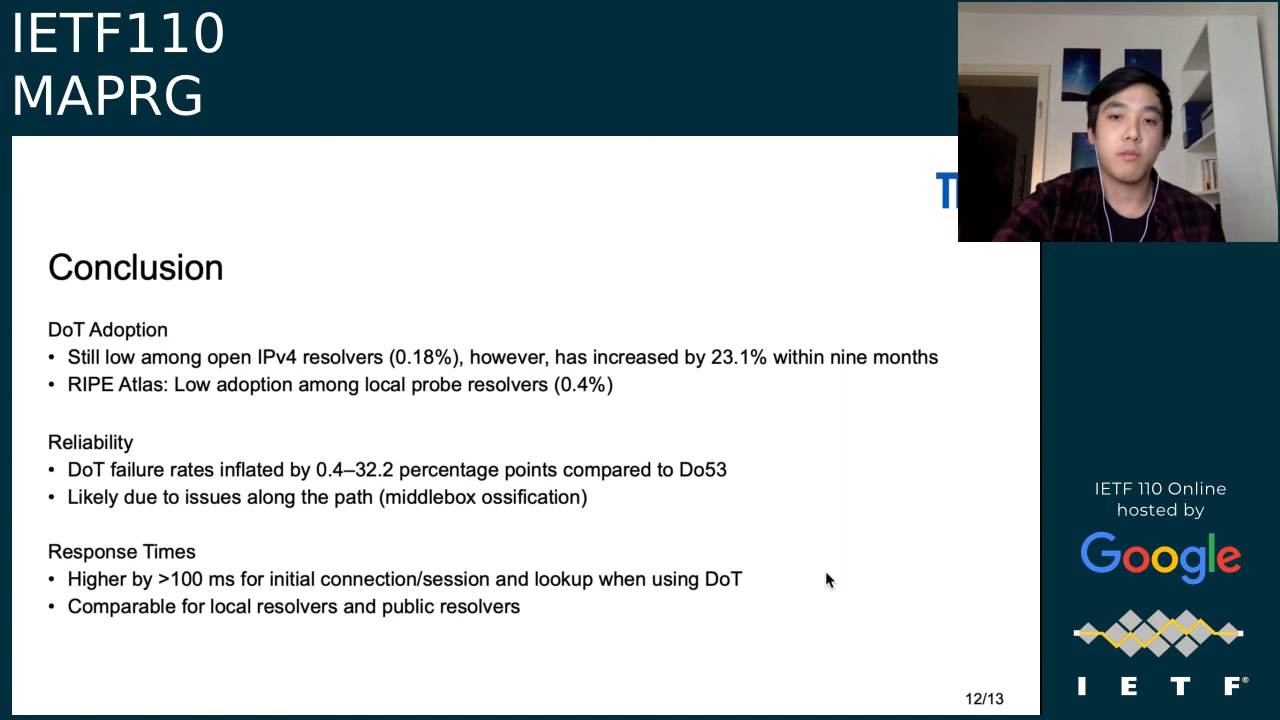 IETF110
MAPRG
Conclusion
DoT Adoption
• Still low among open IPv4 resolvers (0.18%), however, has increased by 23.1% within nine months
• RIPE Atlas: Low adoption among local probe resolvers (0.4%)
Reliability
• DoT failure rates inflated by 0.4–32.2 percentage points compared to Do53
• Likely due to issues along the path (middlebox ossification)
Response Times
• Higher by >100 ms for initial connection/session and lookup when using DoT
• Comparable for local resolvers and public resolvers
12/13
IETF 110 Online
hosted by
Google
I E T F®